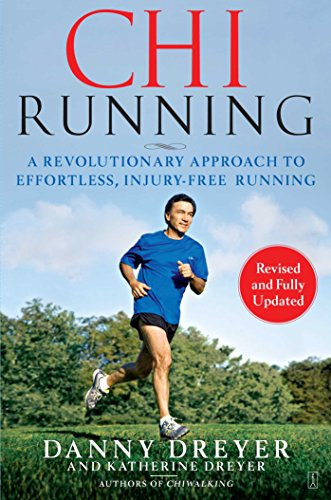 CHI
RUNNING
A REVOLUTIONARY APPROACH TO
EFFORTLESS, INJURY-FREE RUNNING
Revised
and Fully
Updated
DANNY DREYER
AND KATHERINE DREYER
AUTHORS OF CHIWALKING